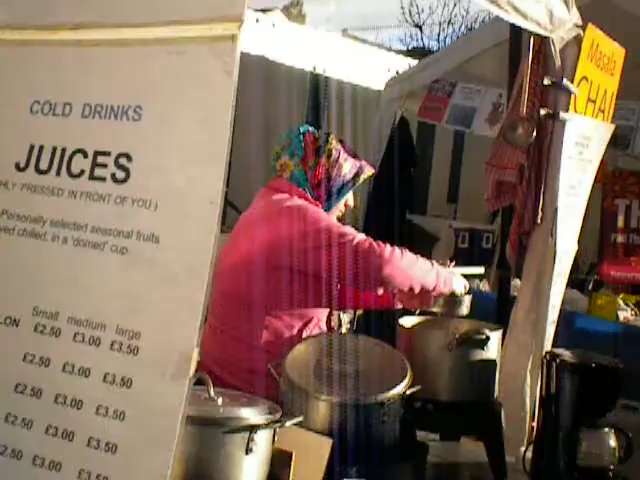 COLD DRINKS
JUICES
PRESSED IN FRONT OF YOU )
Personally selected seasonal fruits
chilled, in a 'domed' cup.
Small medium large
£2.50 £3.00 £3.50
£2.50 £3.00 £3.50
2.50 £3.00 £3.50
£2.50 £3.00 £3.50
2.50 £3.00 £3.50
Masala
CHAI